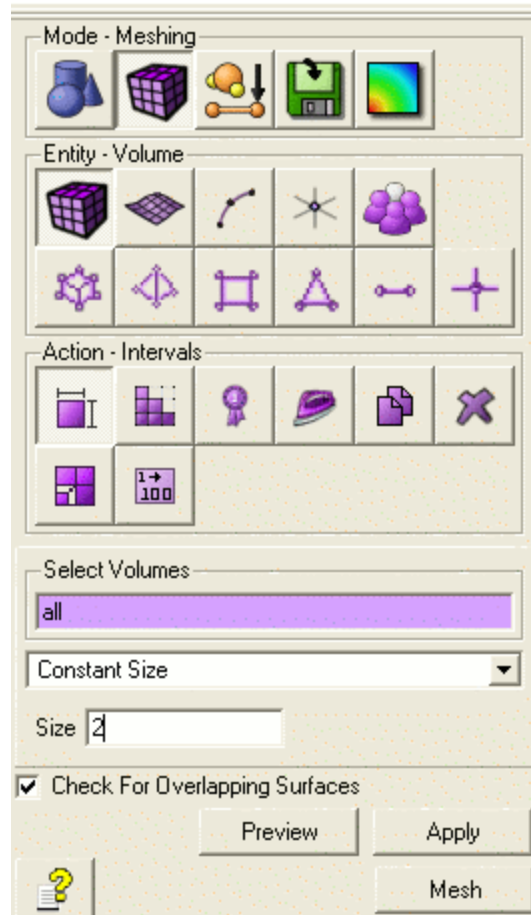 Mode - Meshing
Entity - Volume
Action - Intervals
1
1→
100
Select Volumes
all
Constant Size
Size 2
Check For Overlapping Surfaces
Preview Apply
? Mesh